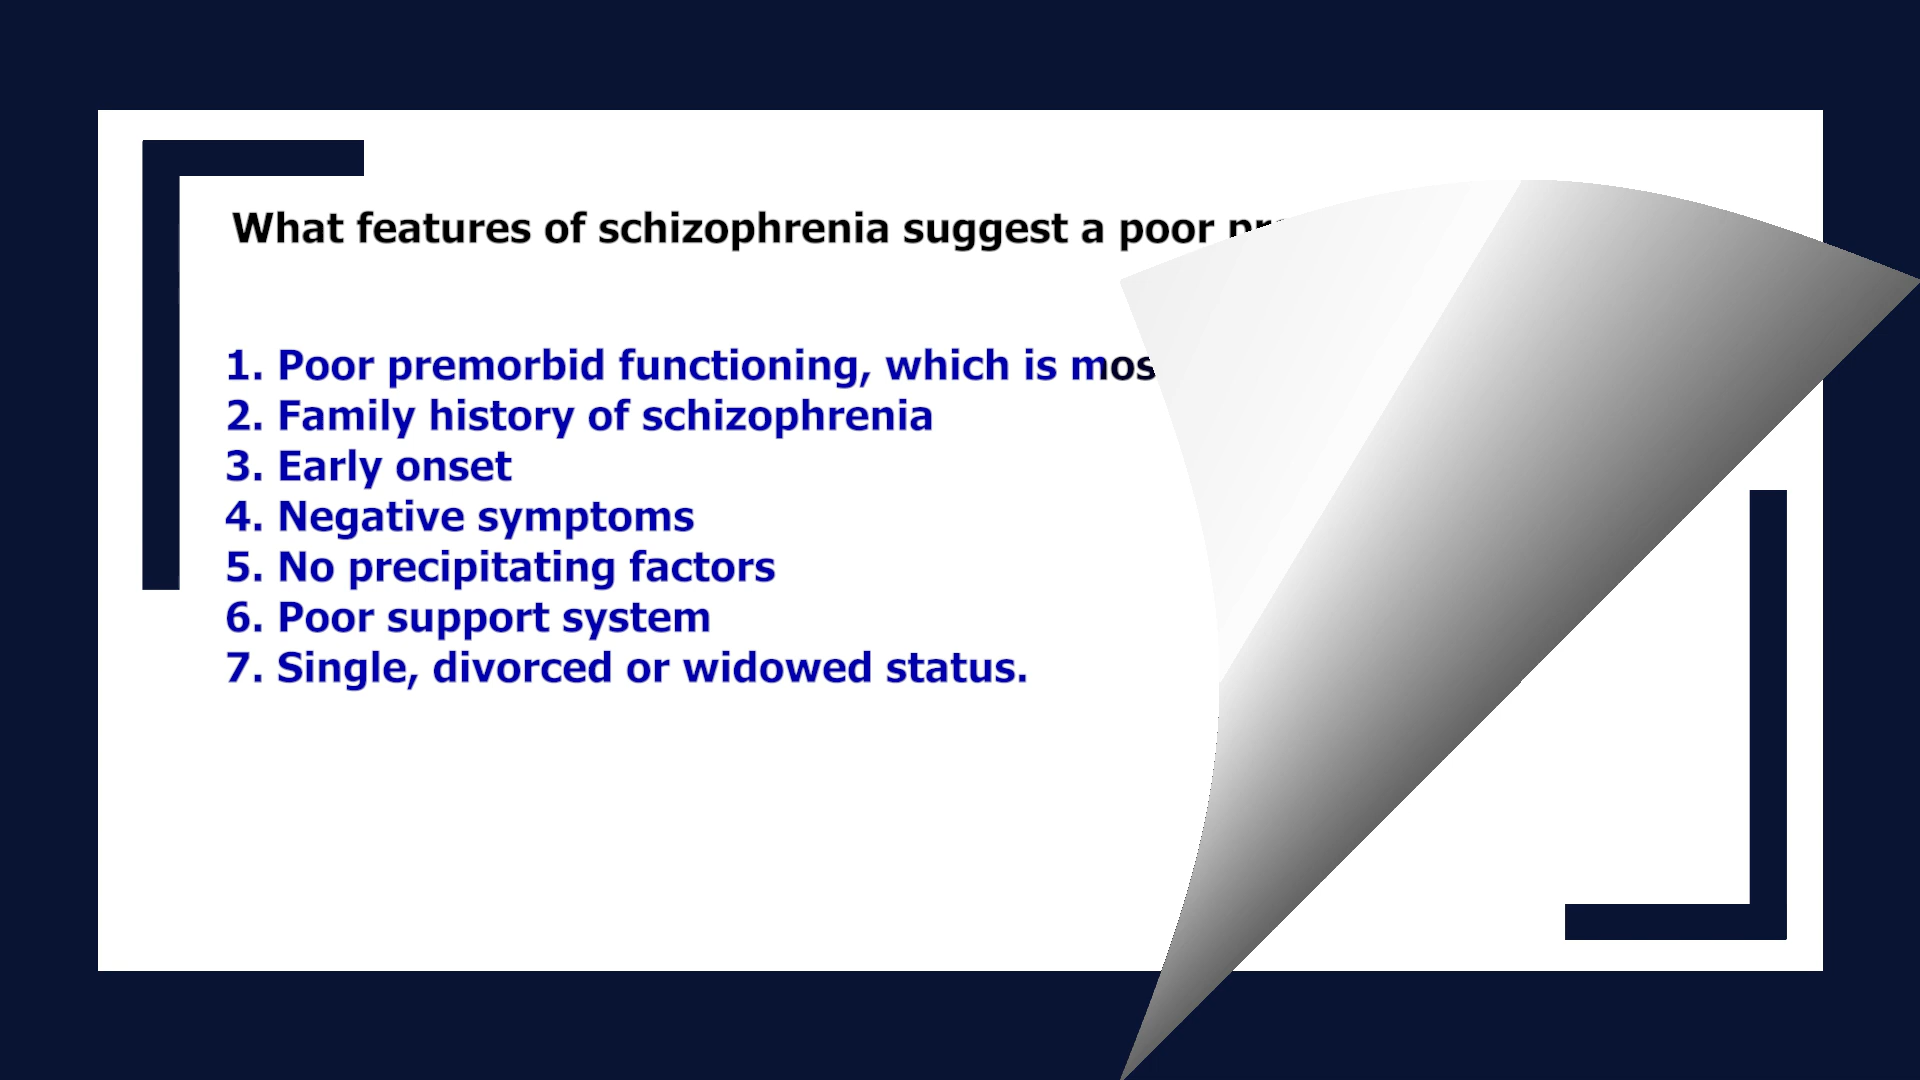 What features of schizophrenia suggest a poor
1. Poor premorbid functioning, which is
2. Family history of schizophrenia
3. Early onset
4. Negative symptoms
5. No precipitating factors
6. Poor support system
7. Single, divorced or widowed status.